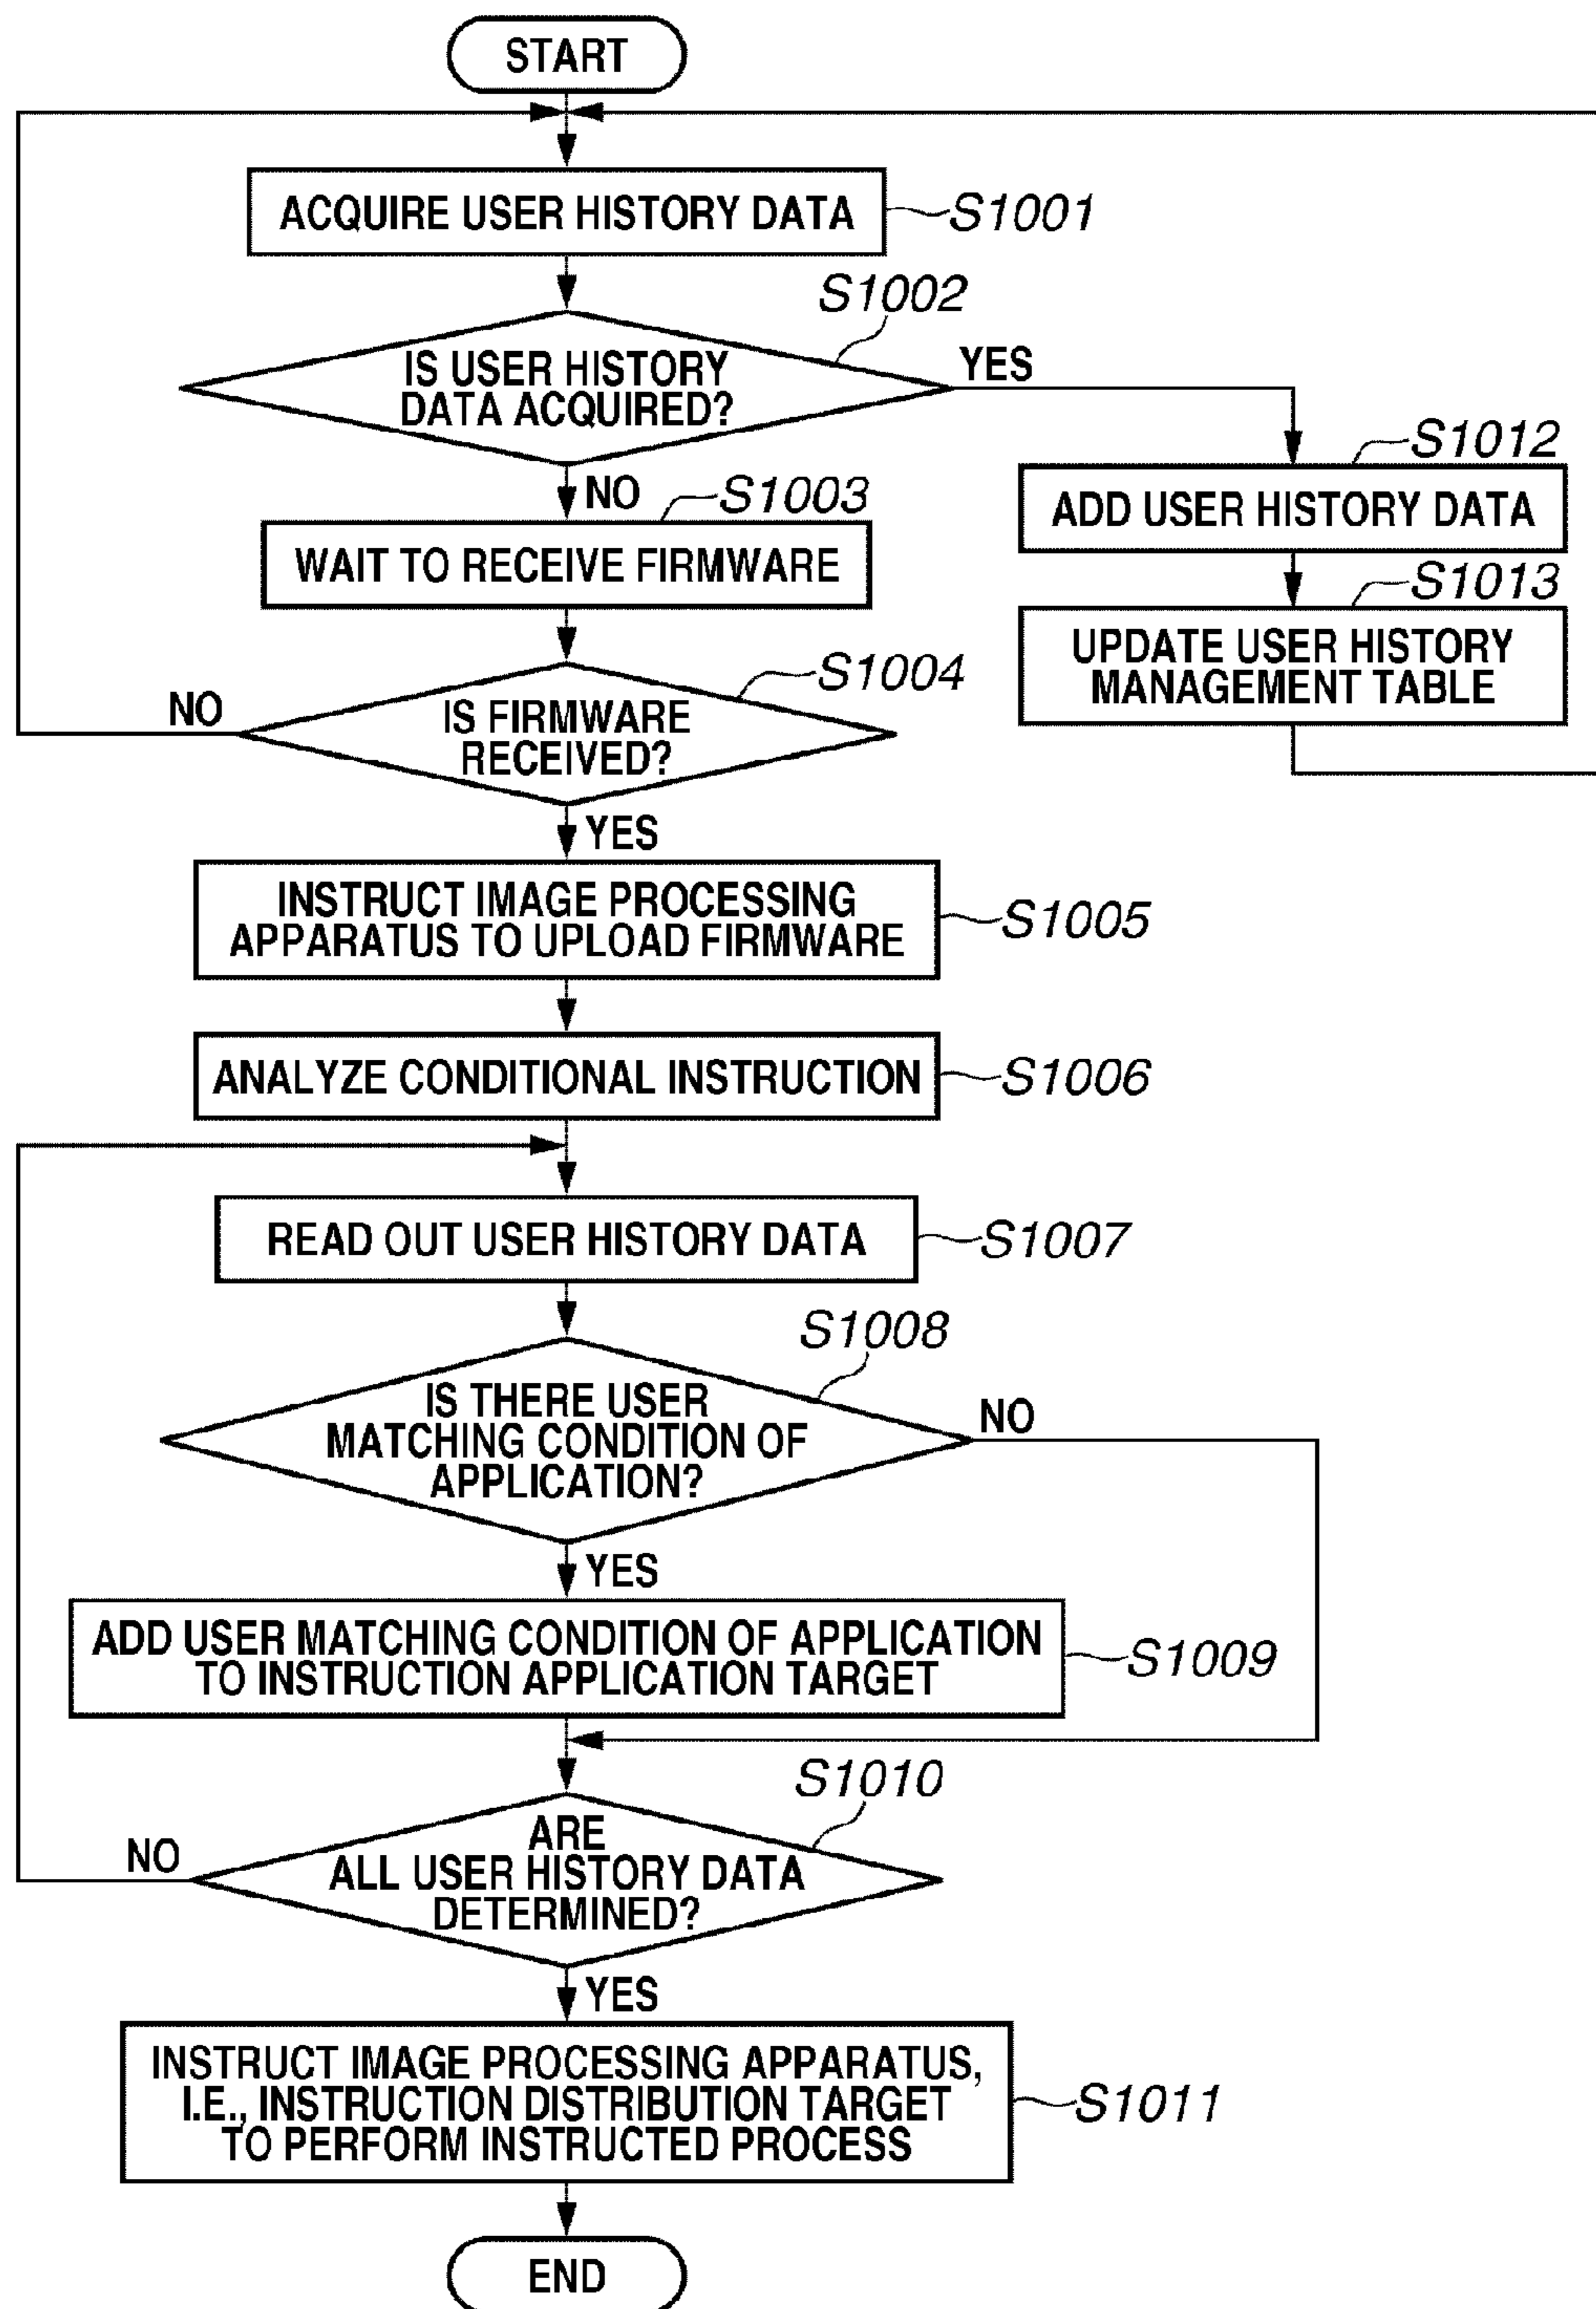 START
ACQUIRE USER HISTORY DATA
S1001
S1002
IS USER HISTORY
DATA ACQUIRED?
YES
NO
S1003
WAIT TO RECEIVE FIRMWARE
S1012
ADD USER HISTORY DATA
S1013
UPDATE USER HISTORY
MANAGEMENT TABLE
S1004
IS FIRMWARE
RECEIVED?
NO
YES
INSTRUCT IMAGE PROCESSING
APPARATUS TO UPLOAD FIRMWARE
S1005
ANALYZE CONDITIONAL INSTRUCTION
S1006
READ OUT USER HISTORY DATA
S1007
S1008
IS THERE USER
MATCHING CONDITION OF
APPLICATION?
NO
YES
ADD USER MATCHING CONDITION OF APPLICATION
TO INSTRUCTION APPLICATION TARGET
S1009
S1010
ARE
ALL USER HISTORY DATA
DETERMINED?
NO
YES
INSTRUCT IMAGE PROCESSING APPARATUS,
I.E., INSTRUCTION DISTRIBUTION TARGET
TO PERFORM INSTRUCTED PROCESS
S1011
END